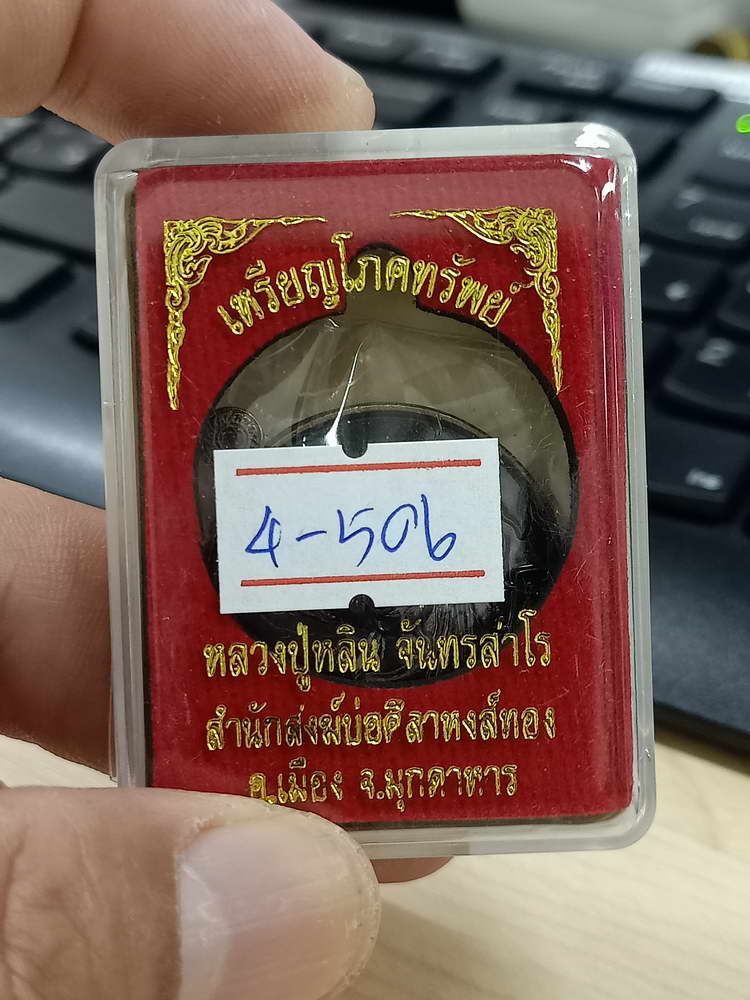 เหรียญโภคทรัพย์
4-506
หลวงปู่หลิน จันทรสาโร
สำนักสงฆ์บ่อศิลาหงส์ทอง
อ.เมือง จ.มุกดาหาร